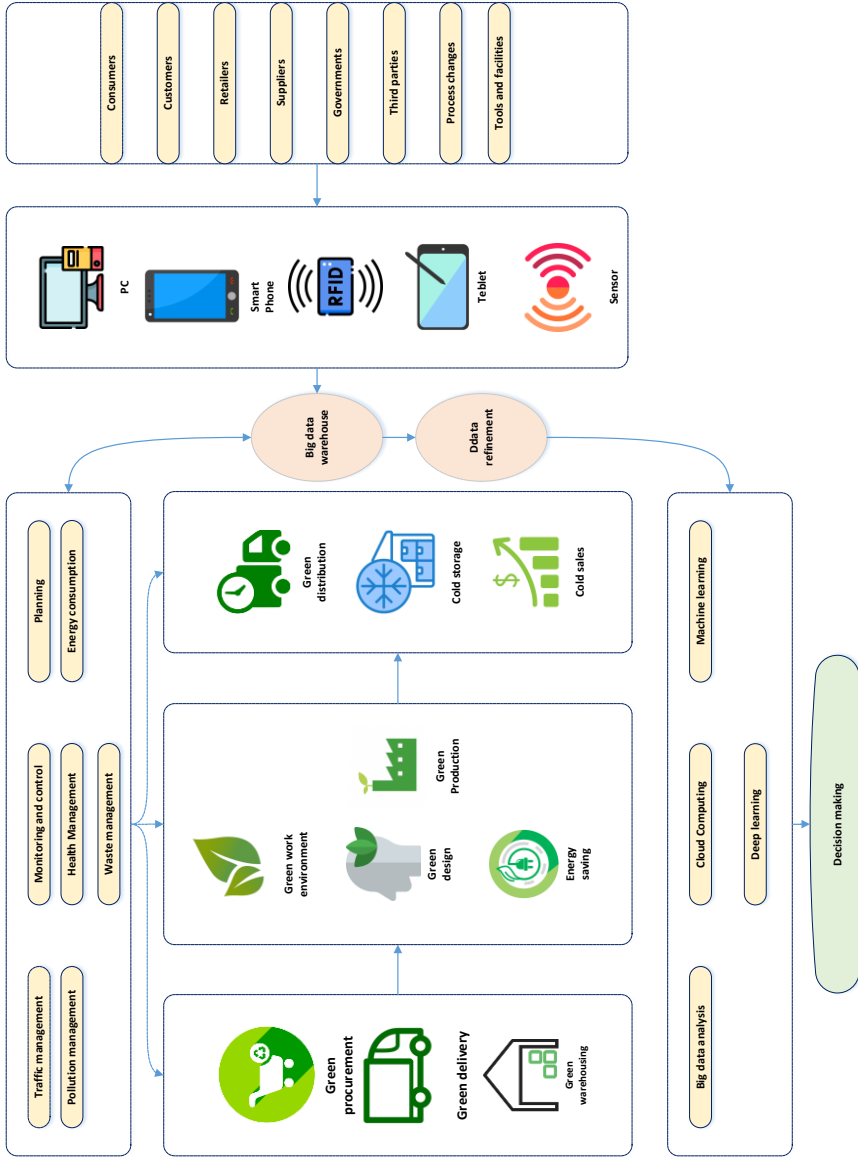 Traffic management
Monitoring and control
Planning
Pollution management
Health Management
Energy consumption
Waste management
Green
procurement
Green delivery
Green
warehousing
Green work
environment
Green
design
Green
Production
Energy
saving
Green
distribution
Cold storage
$
Cold sales
Big data
warehouse
Ddata
refinement
PC
Smart
Phone
RFID
Teblet
Sensor
Consumers
Customers
Retailers
Suppliers
Governments
Third parties
Process changes
Tools and facilities
Big data analysis
Cloud Computing
Machine learning
Deep learning
Decision making